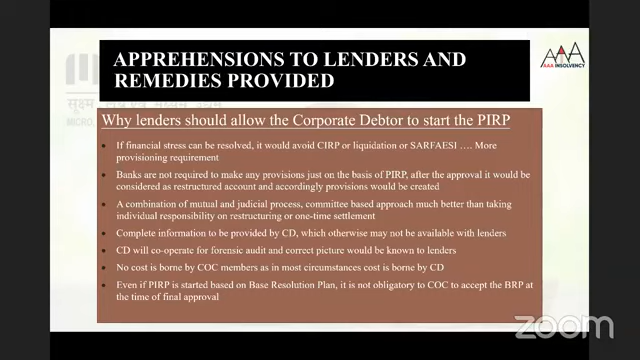 APPREHENSIONS TO LENDERS AND
REMEDIES PROVIDED
AAA INSOLVENCY
सूक्ष्म, लघु एवं मध्यम उद्यम
MICRO,
Why lenders should allow the Corporate Debtor to start the PIRP
• If financial stress can be resolved, it would avoid CIRP or liquidation or SARFAESI …. More
provisioning requirement
• Banks are not required to make any provisions just on the basis of PIRP, after the approval it would be
considered as restructured account and accordingly provisions would be created
• A combination of mutual and judicial process, committee based approach much better than taking
individual responsibility on restructuring or one-time settlement
• Complete information to be provided by CD, which otherwise may not be available with lenders
• CD will co-operate for forensic audit and correct picture would be known to lenders
• No cost is borne by COC members as in most circumstances cost is borne by CD
• Even if PIRP is started based on Base Resolution Plan, it is not obligatory to COC to accept the BRP at
the time of final approval
zoom